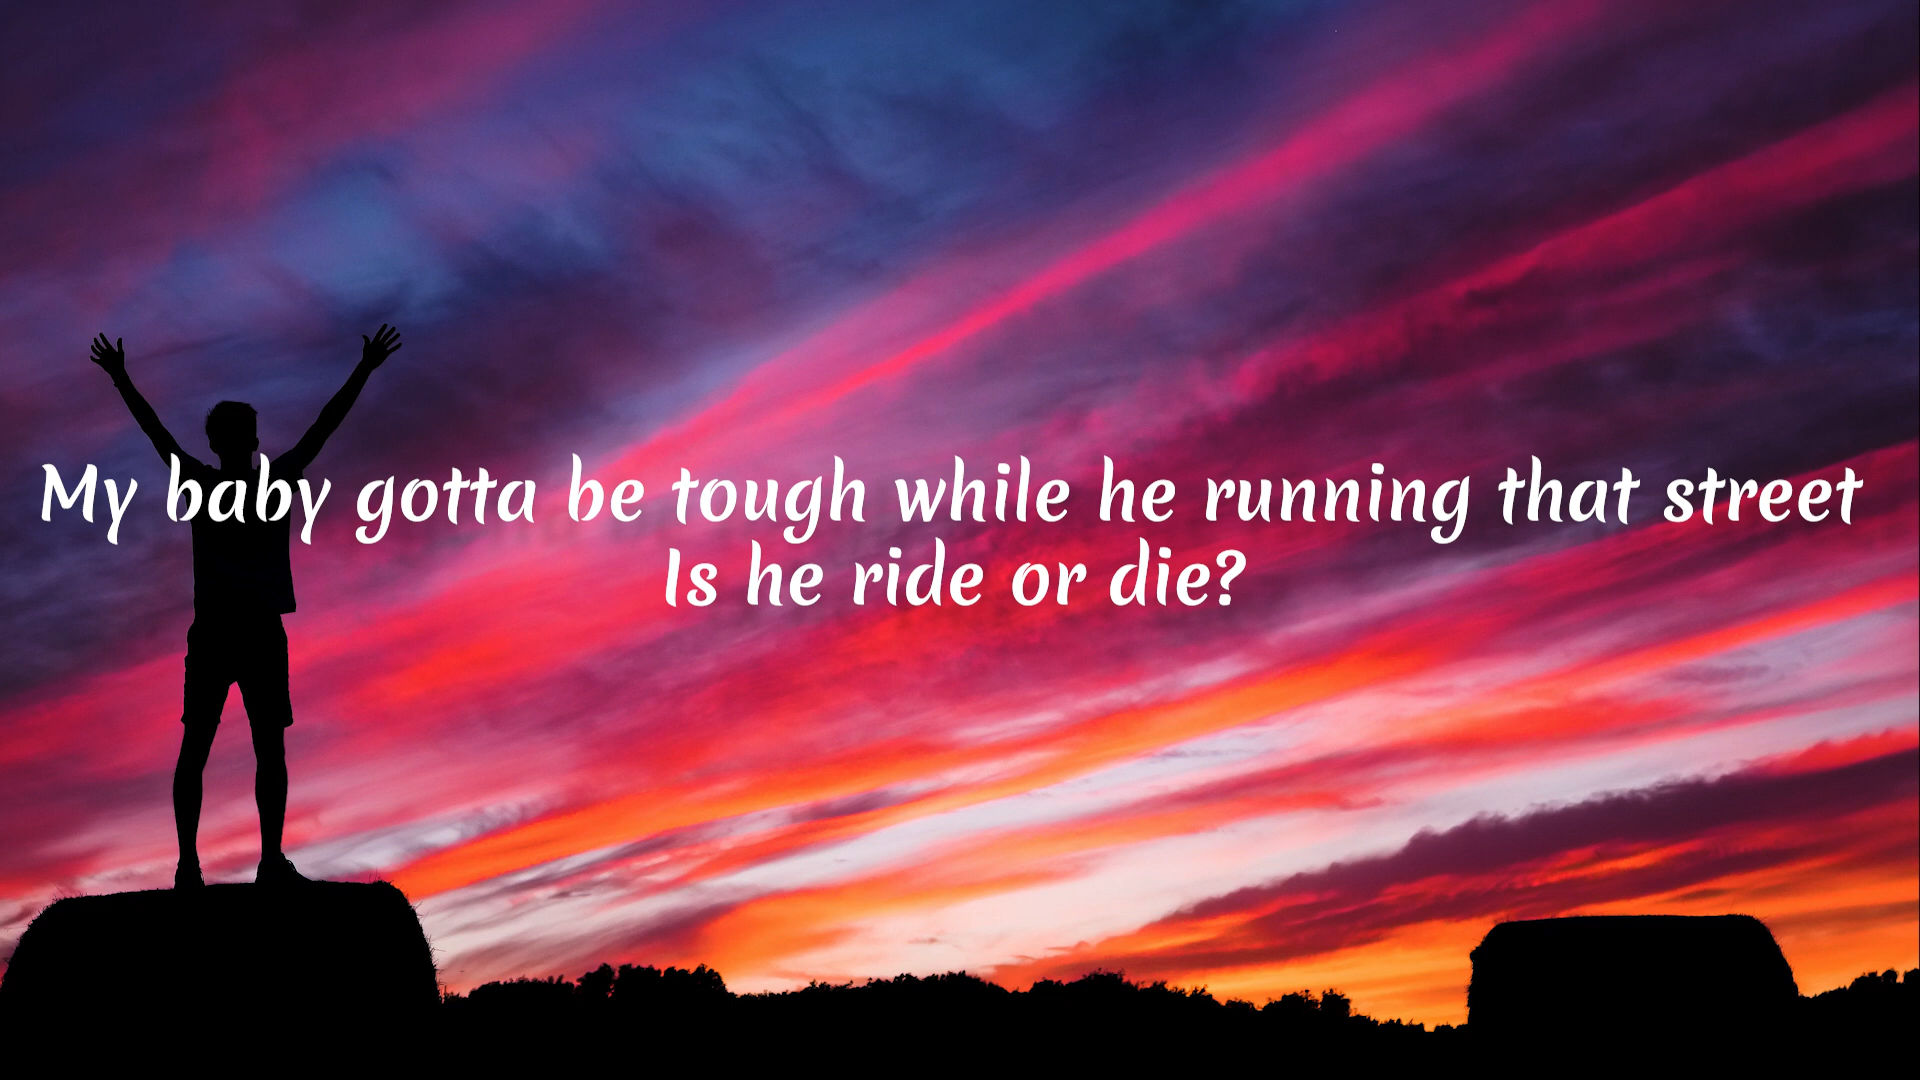 My baby gotta be tough while he running that street
Is he ride or die?